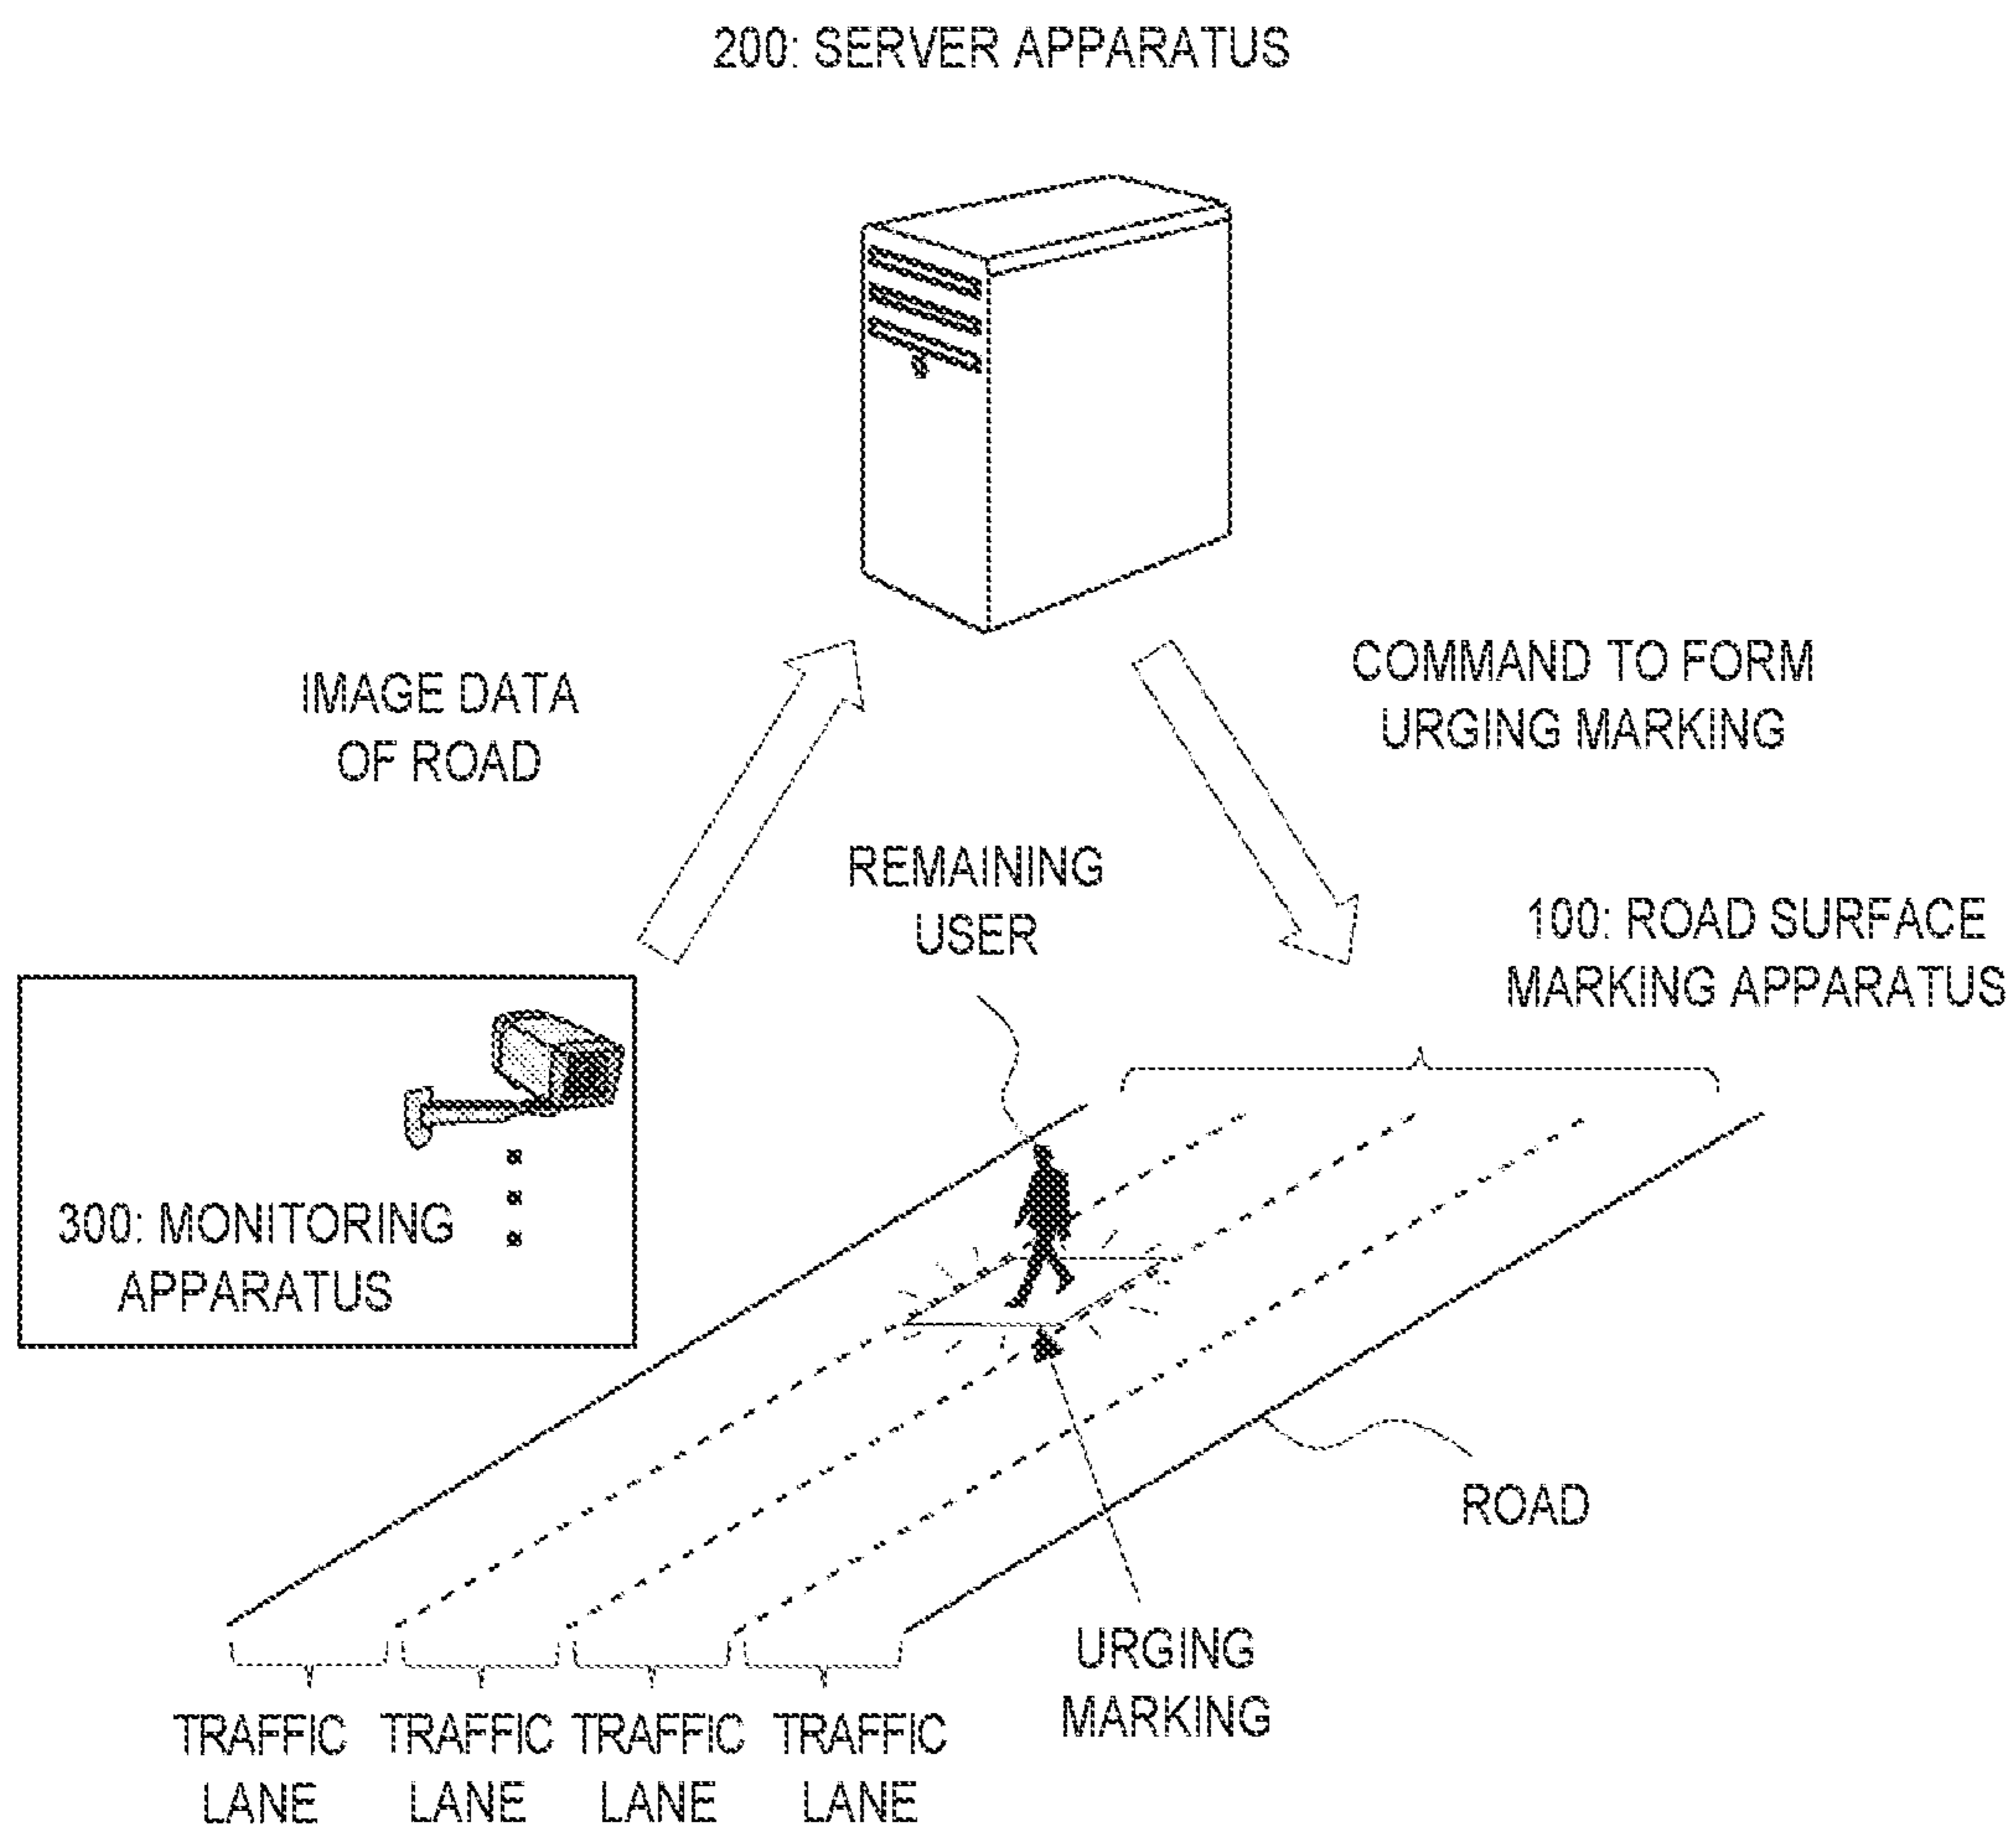 200: SERVER APPARATUS
IMAGE DATA
OF ROAD
COMMAND TO FORM
URGING MARKING
REMAINING
USER
100: ROAD SURFACE
MARKING APPARATUS
300: MONITORING
APPARATUS
ROAD
URGING
MARKING
TRAFFIC
LANE
TRAFFIC
LANE
TRAFFIC
LANE
TRAFFIC
LANE